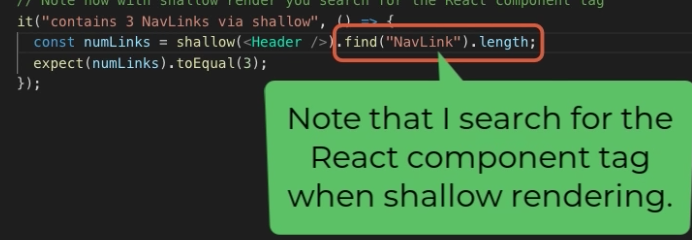 // Note how with shallow render you search for the React component tag
it("contains 3 NavLinks via shallow", () => {
const numLinks = shallow(<Header />).find("NavLink").length;
expect(numLinks).toEqual(3);
});
Note that I search for the
React component tag
when shallow rendering.